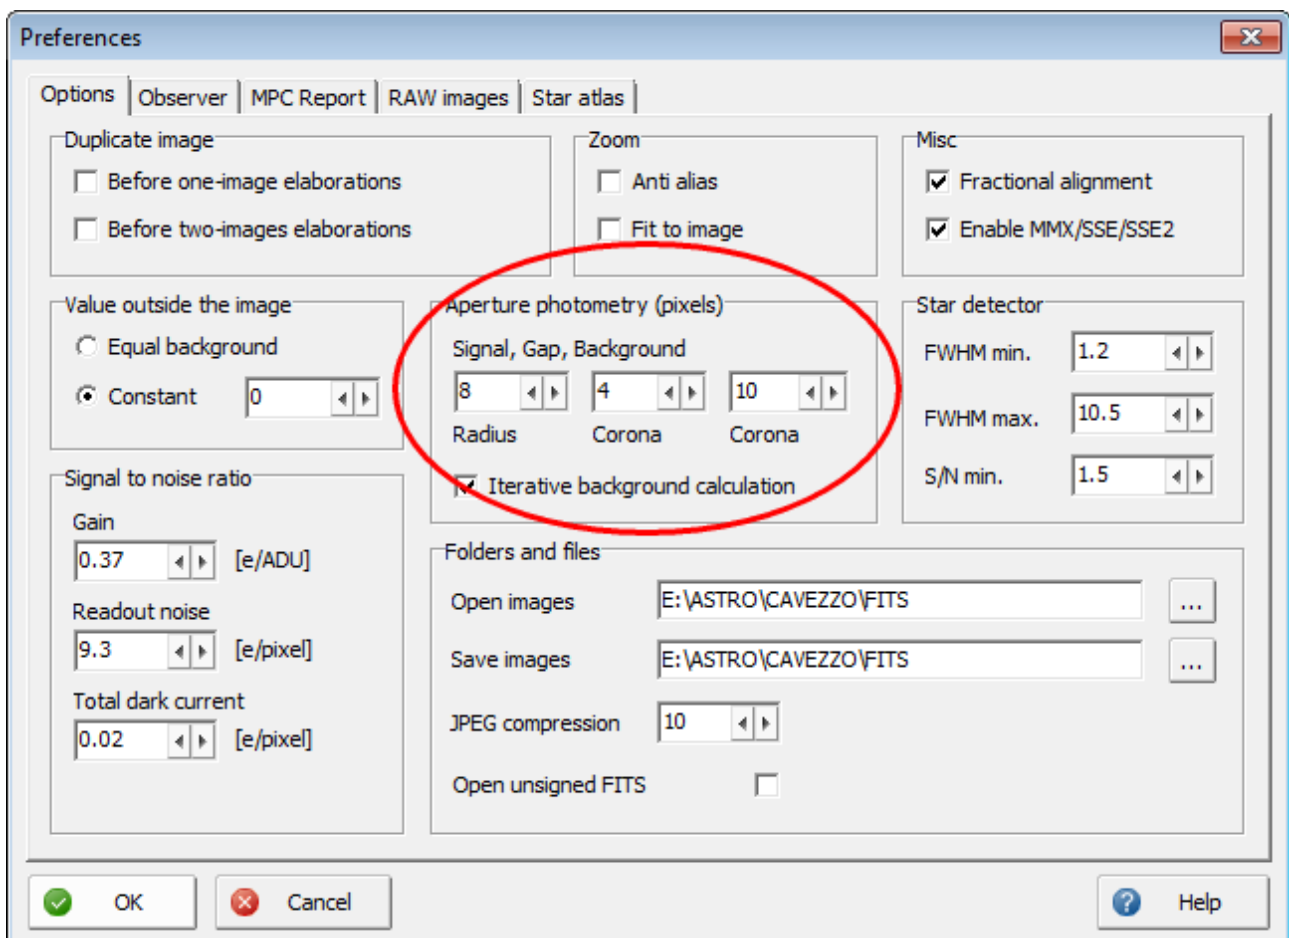 Preferences
Options Observer MPC Report RAW images Star atlas
Duplicate image
Before one-image elaborations
Before two-images elaborations
Zoom
Anti alias
Fit to image
Misc
Fractional alignment
Enable MMX/SSE/SSE2
Value outside the image
Equal background
Constant 0
Aperture photometry (pixels)
Signal, Gap, Background
8 4 10
Radius Corona Corona
Iterative background calculation
Star detector
FWHM min. 1.2
FWHM max. 10.5
S/N min. 1.5
Signal to noise ratio
Gain
0.37 [e/ADU]
Readout noise
9.3 [e/pixel]
Total dark current
0.02 [e/pixel]
Folders and files
Open images E:\ASTRO\CAVEZZO\FITS ...
Save images E:\ASTRO\CAVEZZO\FITS ...
JPEG compression 10
Open unsigned FITS
OK Cancel Help